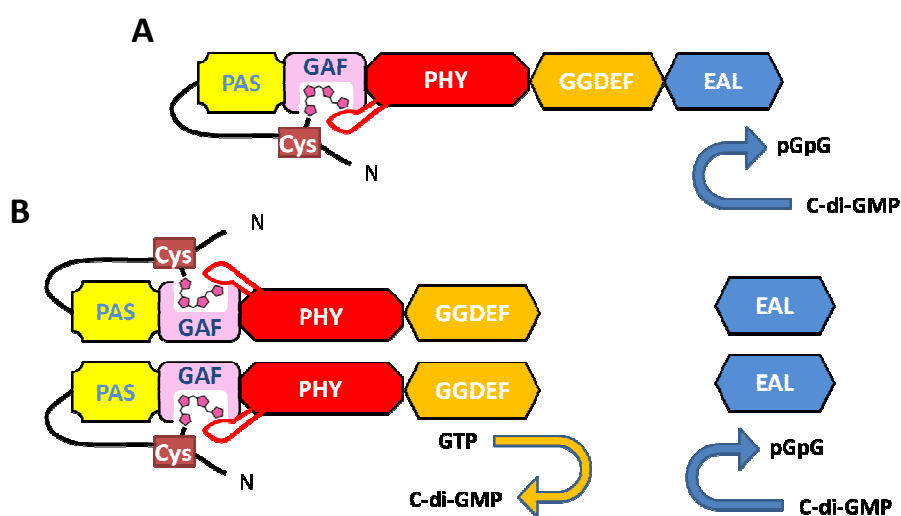 A
PAS GAF PHY GGDEF EAL
Cys
N
pGpG
C-di-GMP
B
N
Cys
PAS GAF PHY GGDEF EAL
PAS GAF PHY GGDEF EAL
Cys
N
GTP
C-di-GMP
pGpG
C-di-GMP